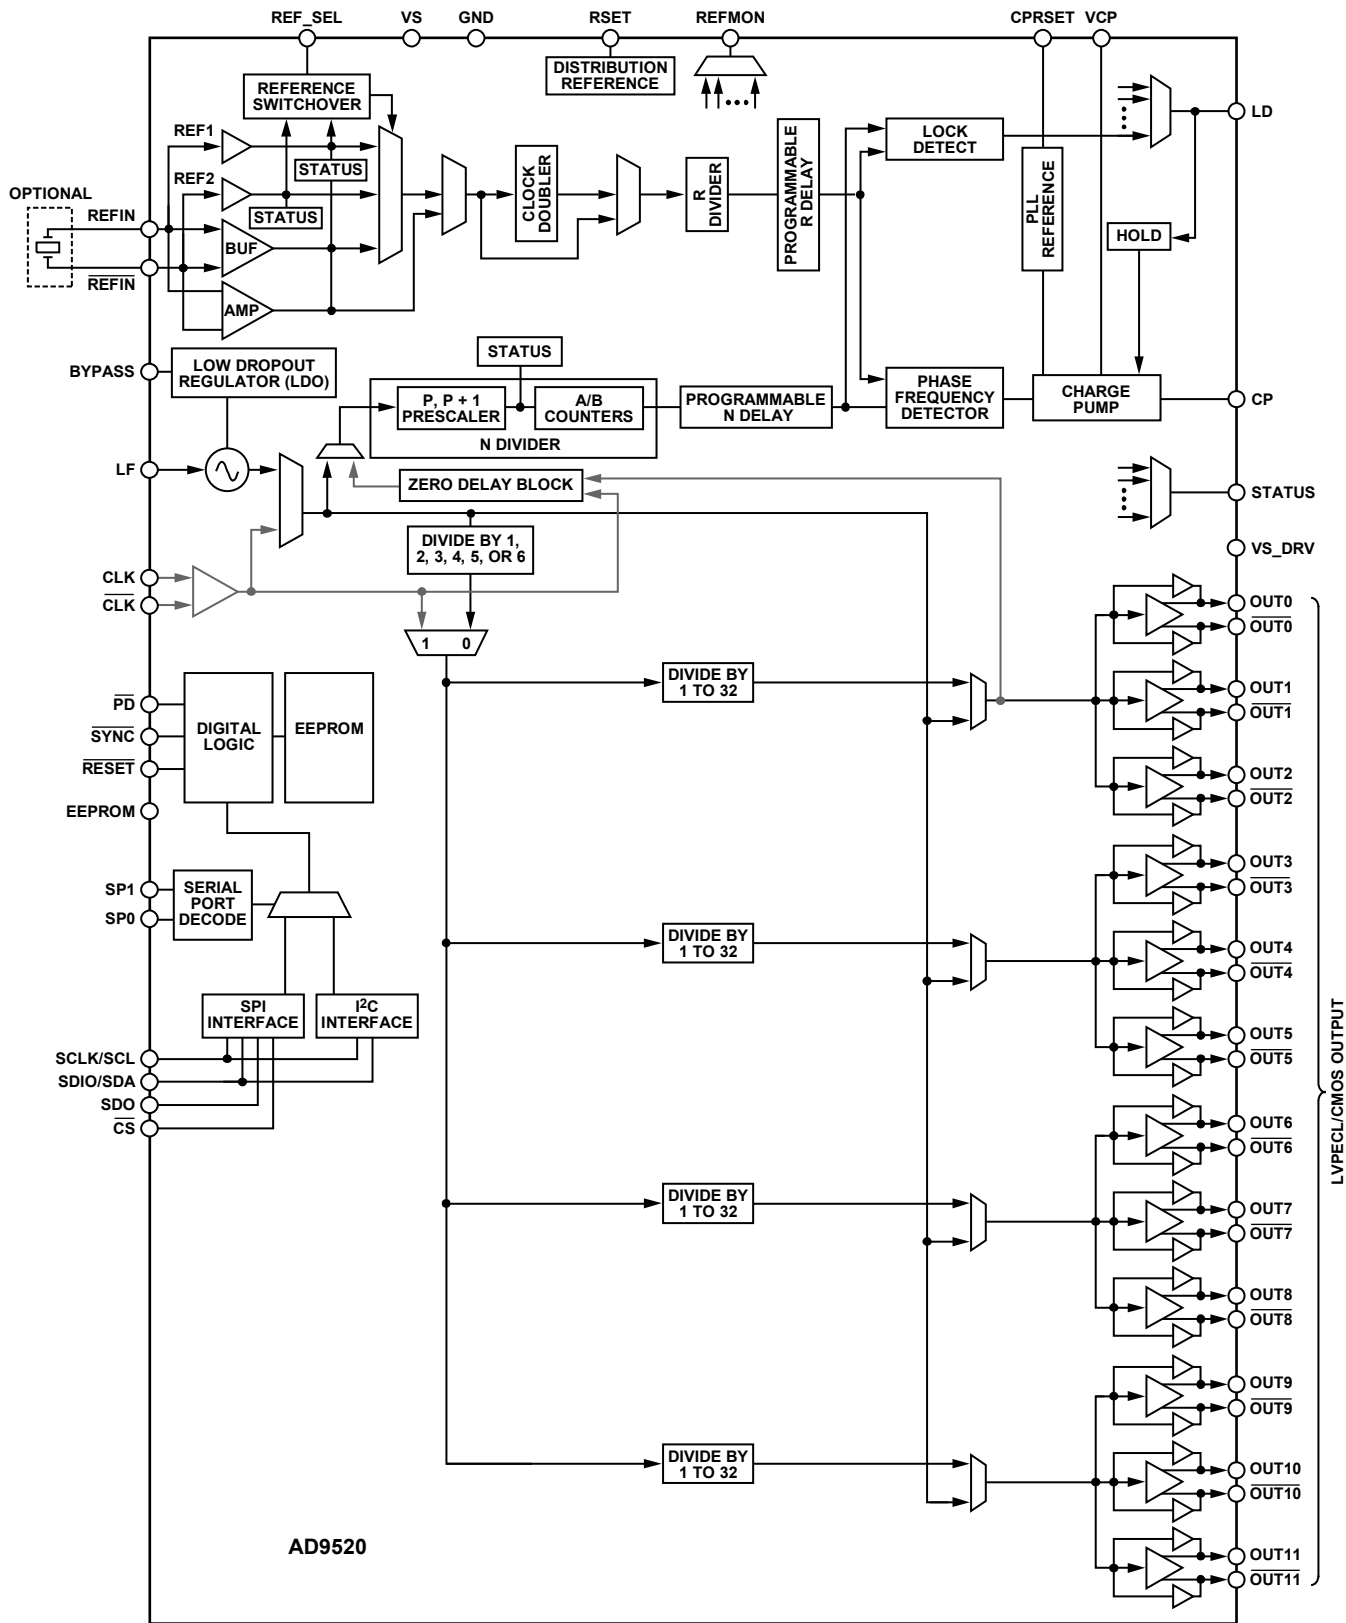 REF_SEL
VS
GND
RSET
REFMON
CPRSET
VCP
DISTRIBUTION
REFERENCE
REFERENCE
SWITCHOVER
REF1
REF2
STATUS
STATUS
OPTIONAL
REFIN
REFIN
BUF
AMP
CLOCK
DOUBLER
R
DIVIDER
PROGRAMMABLE
R DELAY
LOCK
DETECT
PLL
REFERENCE
LD
HOLD
BYPASS
LOW DROPOUT
REGULATOR (LDO)
STATUS
P, P + 1
PRESCALER
A/B
COUNTERS
N DIVIDER
PROGRAMMABLE
N DELAY
PHASE
FREQUENCY
DETECTOR
CHARGE
PUMP
CP
LF
ZERO DELAY BLOCK
STATUS
DIVIDE BY 1,
2, 3, 4, 5, OR 6
VS_DRV
CLK
CLK
1 0
OUT0
OUT0
DIVIDE BY
1 TO 32
OUT1
OUT1
PD
SYNC
RESET
DIGITAL
LOGIC
EEPROM
EEPROM
OUT2
OUT2
OUT3
OUT3
SP1
SP0
SERIAL
PORT
DECODE
DIVIDE BY
1 TO 32
OUT4
OUT4
SPI
INTERFACE
I2C
INTERFACE
OUT5
OUT5
SCLK/SCL
SDIO/SDA
SDO
CS
OUT6
OUT6
LVPECL/CMOS OUTPUT
DIVIDE BY
1 TO 32
OUT7
OUT7
OUT8
OUT8
OUT9
OUT9
DIVIDE BY
1 TO 32
OUT10
OUT10
AD9520
OUT11
OUT11